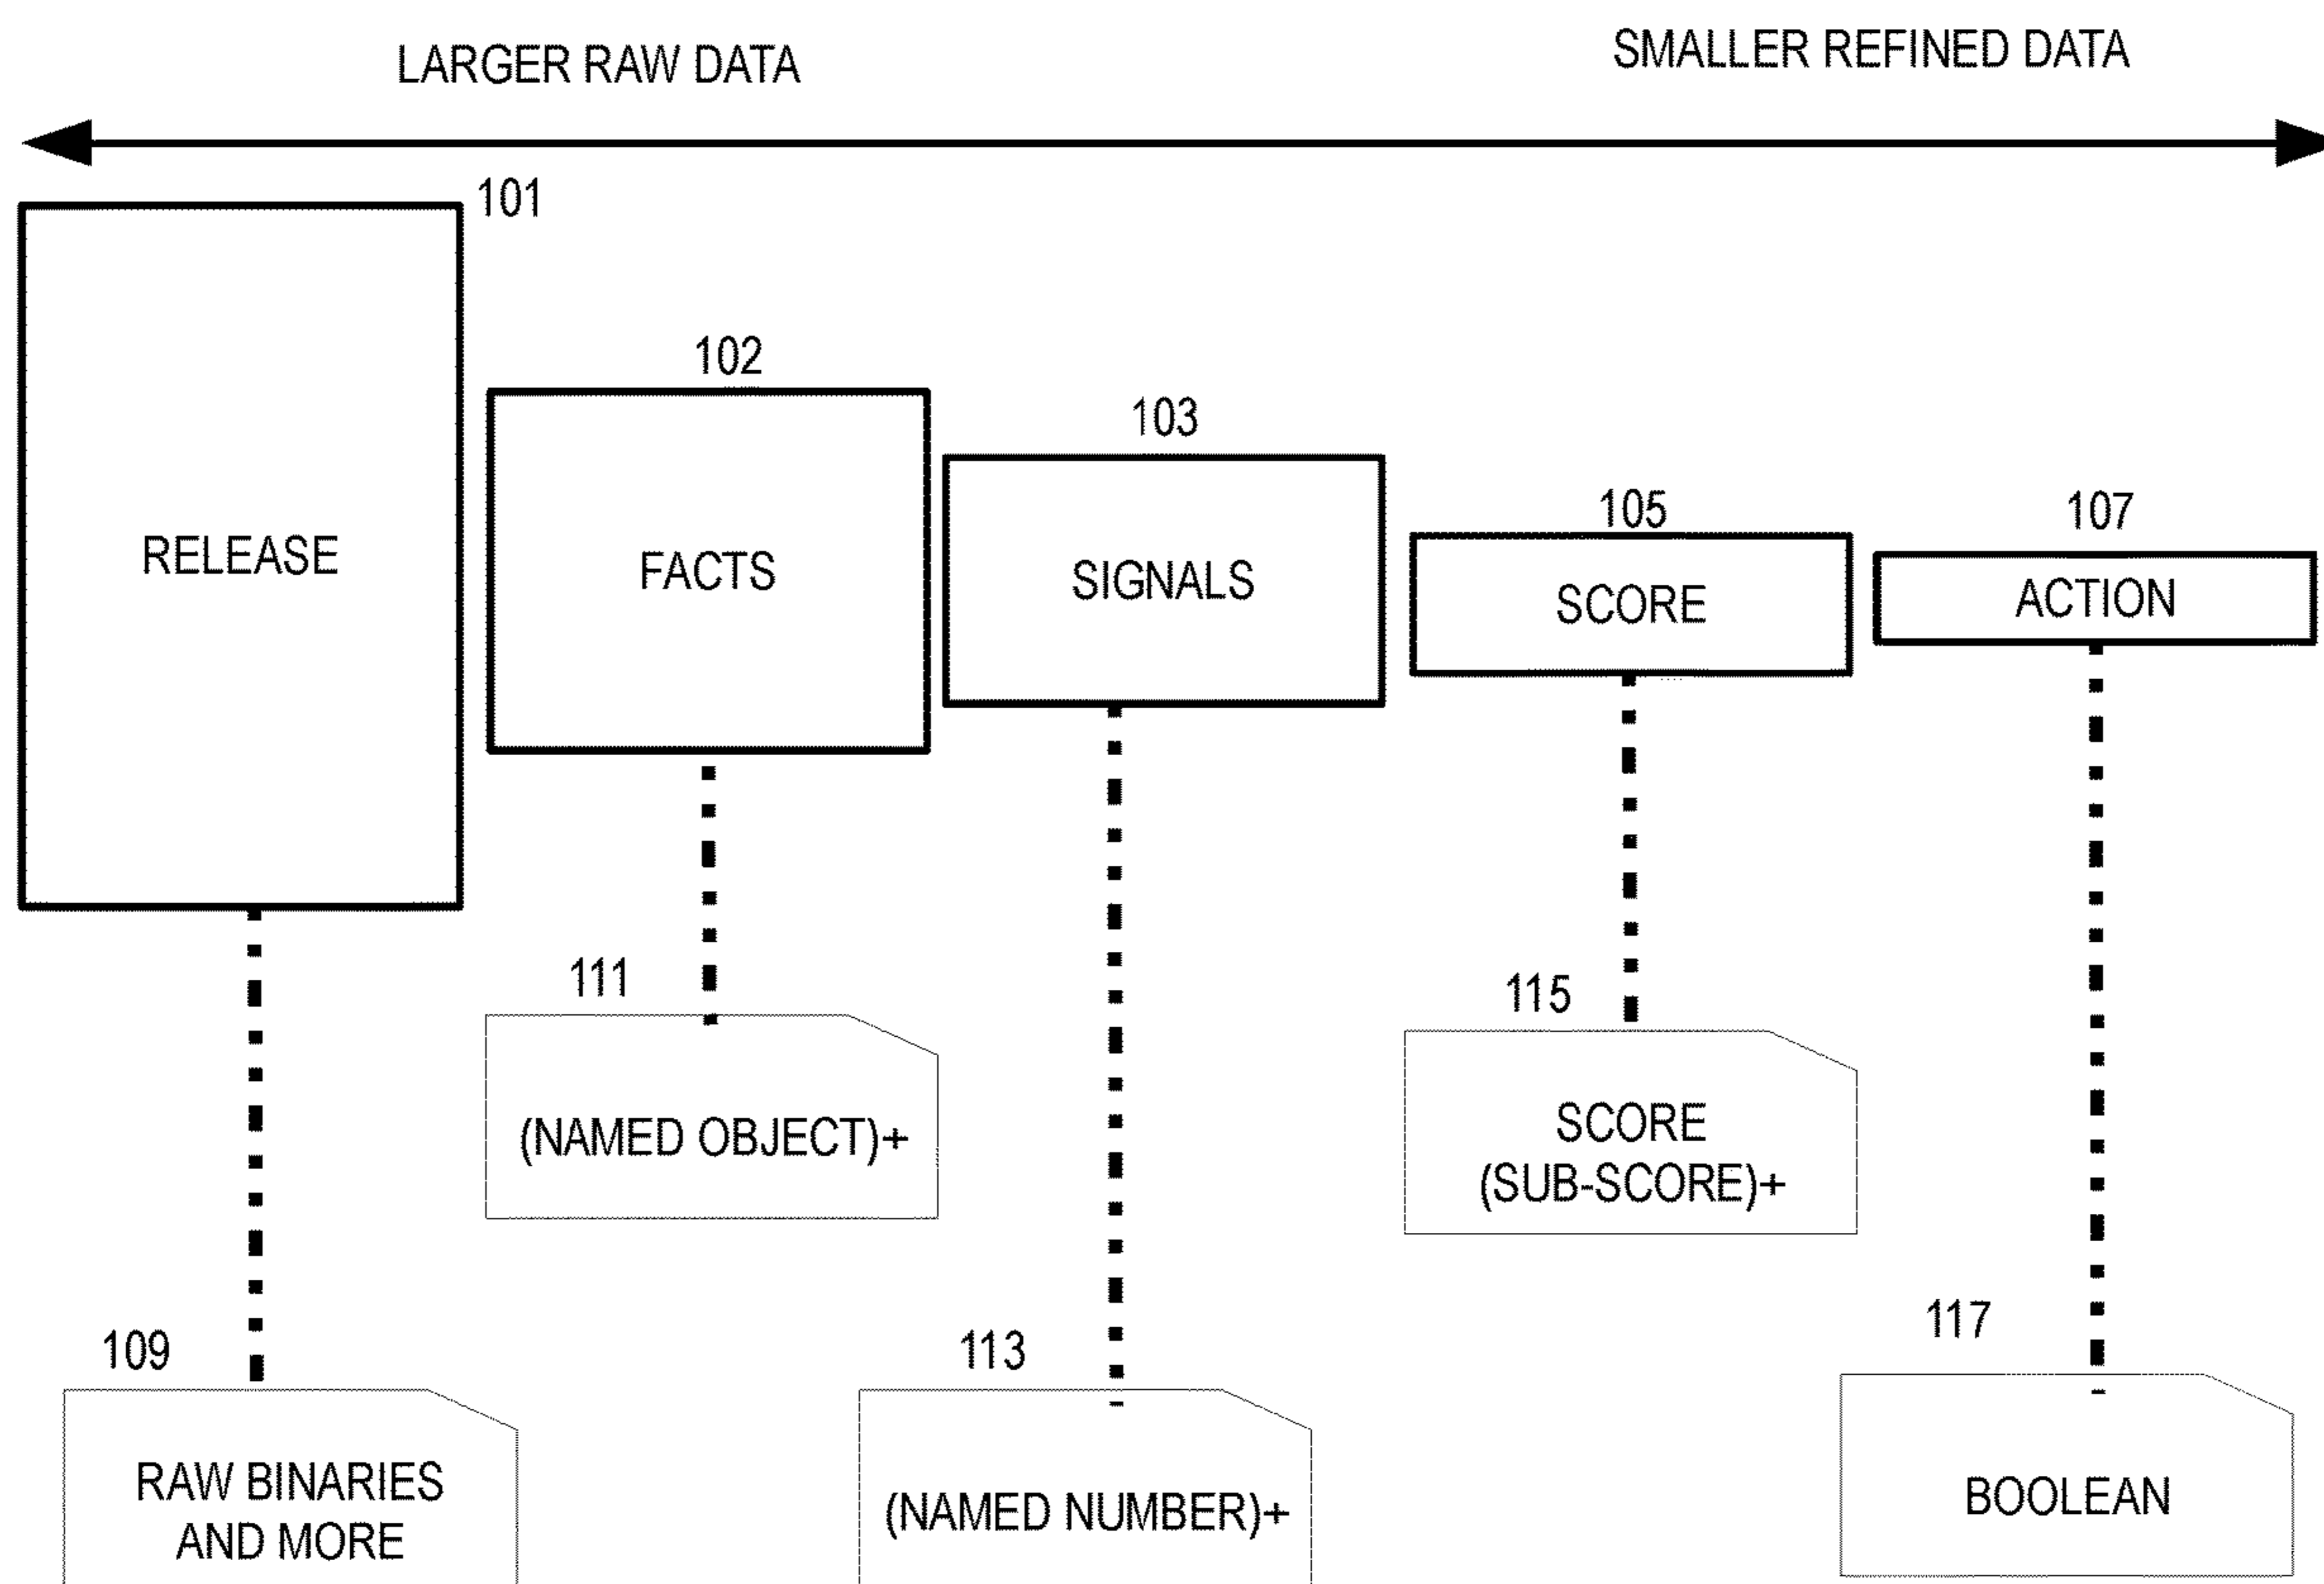 LARGER RAW DATA
SMALLER REFINED DATA
101
RELEASE
102
FACTS
103
SIGNALS
105
SCORE
107
ACTION
109
RAW BINARIES
AND MORE
111
(NAMED OBJECT)+
113
(NAMED NUMBER)+
115
SCORE
(SUB-SCORE)+
117
BOOLEAN